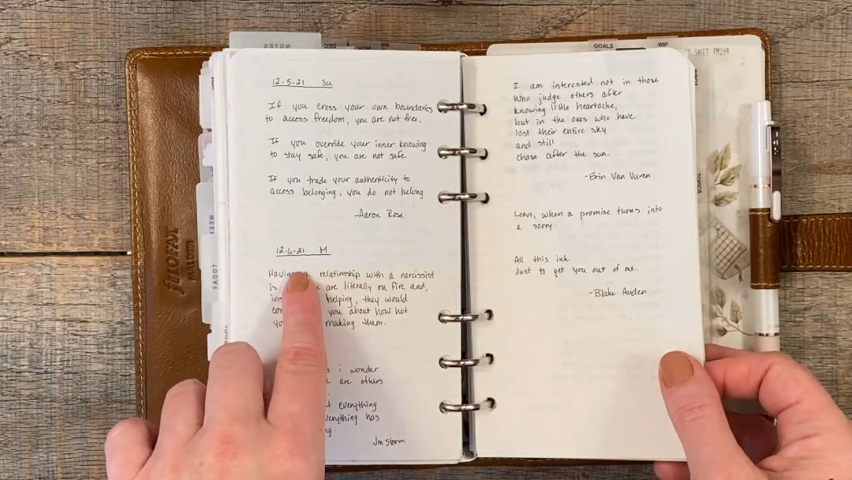 NOTES
DEC
GOALS
WIP
12.5.21 SU
If you cross your own boundaries
to access freedom, you are not free.
If you override your inner knowing
to stay safe, you are not safe.
If you trade your authenticity to
access belonging, you do not belong
-Aaron Rose
12.6.21 M
Having a relationship with a narcissist
is are literally on fire and,
helping, they would
you about how hot
making them.
i wonder
are others
everything
everything has
Jm Storm
I am interested not in those
Who judge others after
knowing little heartache,
but in the ones who have
lost their entire sky
and still
chase after the sun.
-Erin Van Vuren
Leave, when a promise turns into
a sorry
All this ink.
Just to get you out of me.
-Blake Auden
WEEK
TODAY
TOPICS